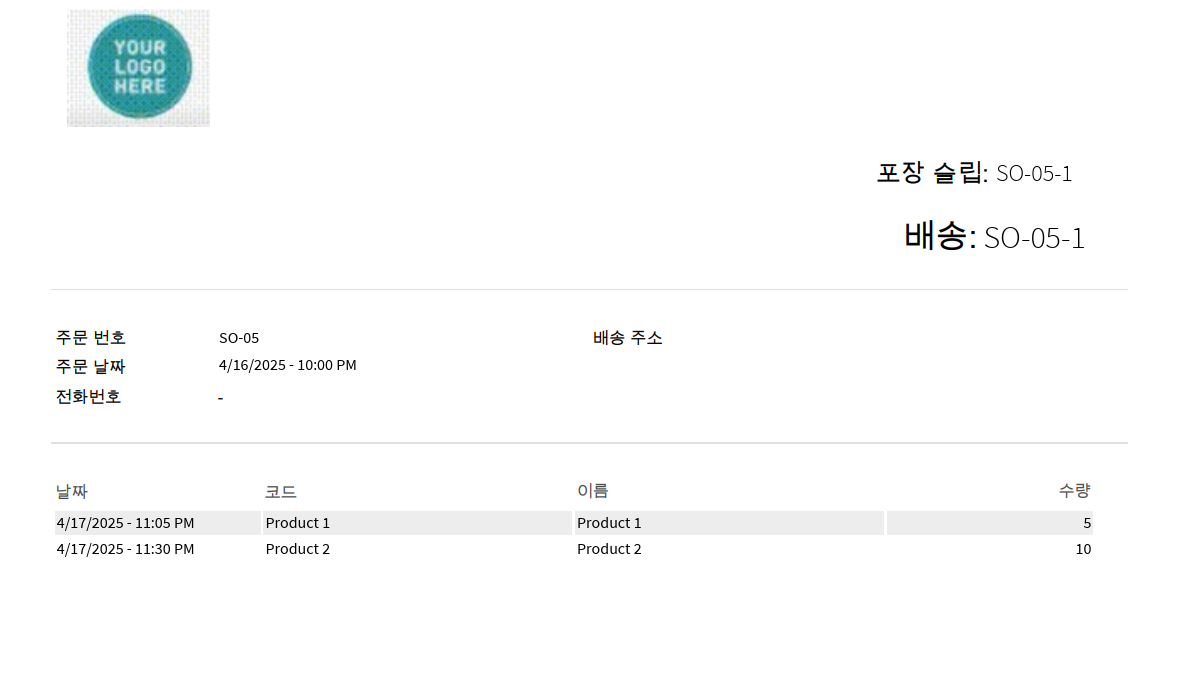 YOUR
LOGO
HERE
포장 슬립: SO-05-1
배송: SO-05-1
주문 번호 SO-05 배송 주소
주문 날짜 4/16/2025 - 10:00 PM
전화번호 -
날짜 코드 이름 수량
4/17/2025 - 11:05 PM Product 1 Product 1 5
4/17/2025 - 11:30 PM Product 2 Product 2 10